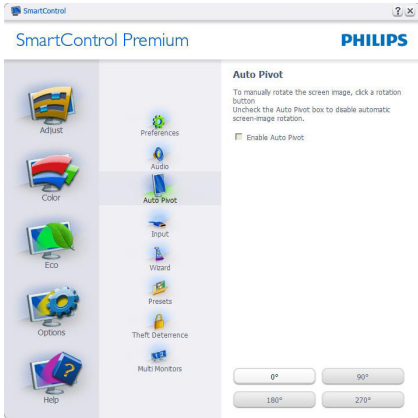 SmartControl
? X
SmartControl Premium
PHILIPS
Adjust
Color
Eco
Options
Help
Preferences
Audio
Auto Pivot
Input
Wizard
Presets
Theft Deterrence
Multi Monitors
Auto Pivot
To manually rotate the screen image, click a rotation
button
Uncheck the Auto Pivot box to disable automatic
screen-image rotation.
Enable Auto Pivot
0°
90°
180°
270°